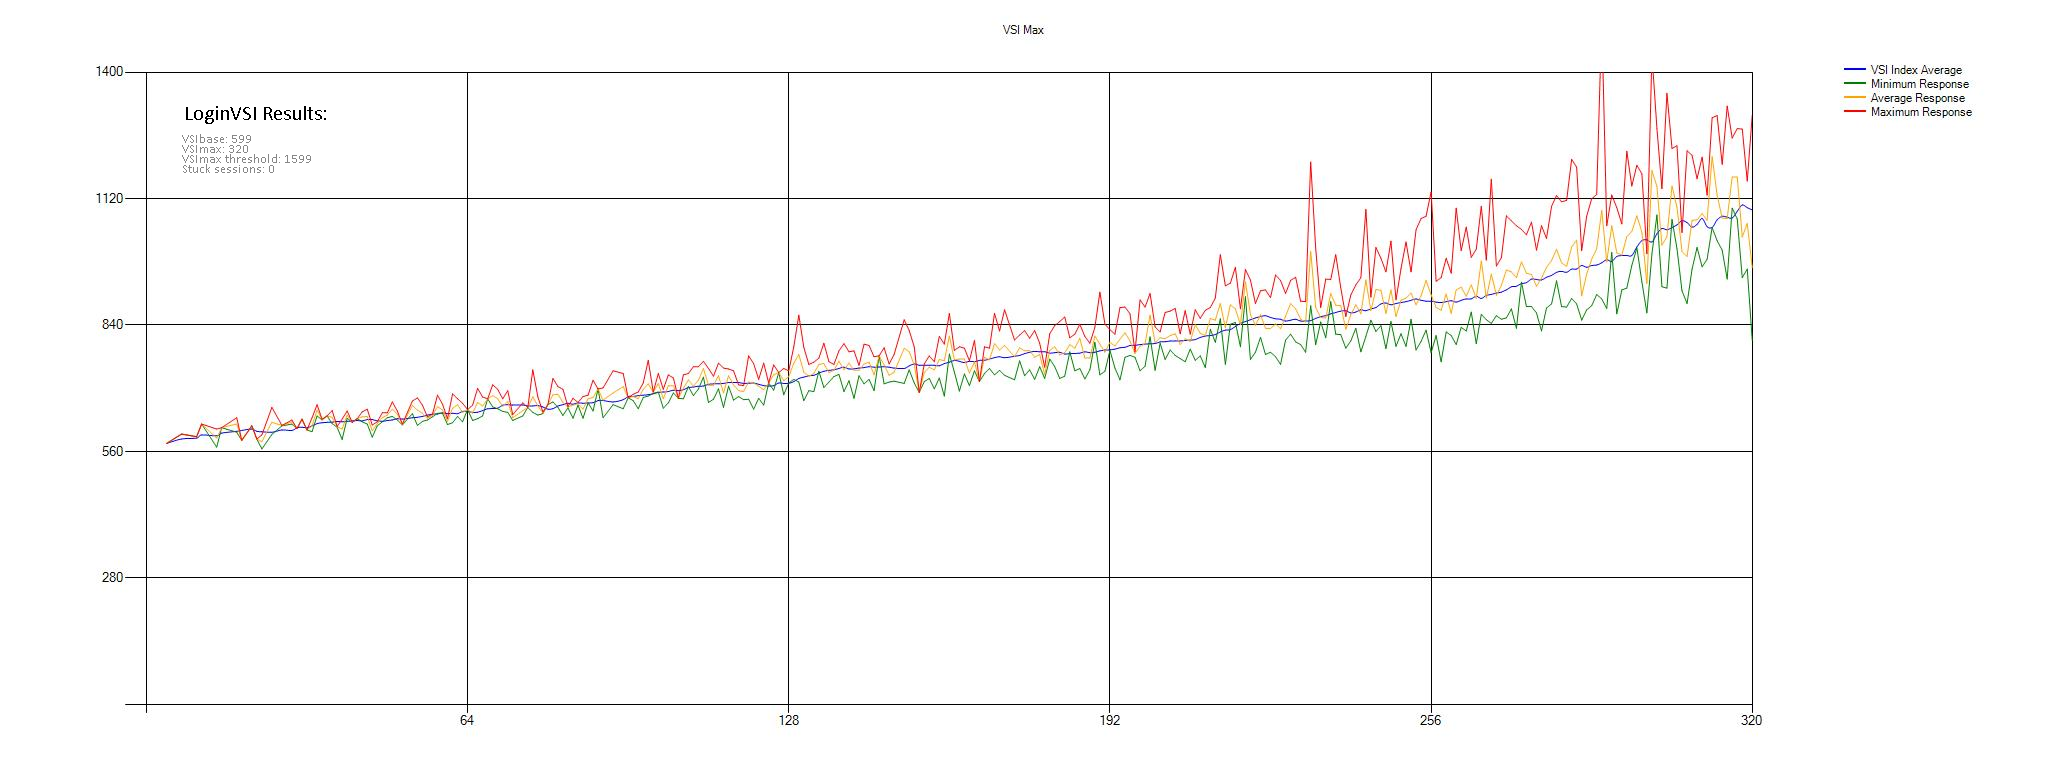 VSI Max
1400
1120
840
560
280
64
128
192
256
320
LoginVSI Results:
VSIbase: 599
VSImax: 320
VSImax threshold: 1599
Stuck sessions: 0
VSI Index Average
Minimum Response
Average Response
Maximum Response